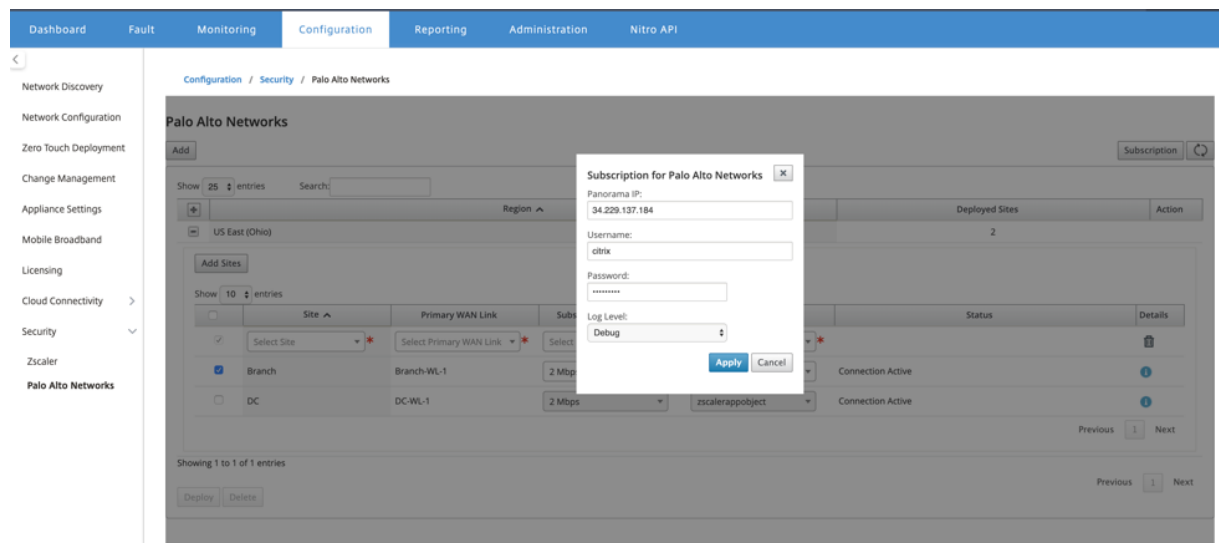 Dashboard Fault Monitoring Configuration Reporting Administration Nitro API
Configuration / Security / Palo Alto Networks
Network Discovery
Network Configuration
Zero Touch Deployment
Change Management
Appliance Settings
Mobile Broadband
Licensing
Cloud Connectivity
Security
Zscaler
Palo Alto Networks
Palo Alto Networks
Add
Subscription
Show 25 entries Search:
Region Deployed Sites Action
US East (Ohio) 2
Add Sites
Show 10 entries
Site Primary WAN Link Subs Status Details
Select Site * Select Primary WAN Link * Select *
Branch Branch-WL-1 2 Mbp Connection Active
DC DC-WL-1 2 Mbps zscalerappobject Connection Active
Previous 1 Next
Showing 1 to 1 of 1 entries
Previous 1 Next
Deploy Delete
Subscription for Palo Alto Networks x
Panorama IP:
34.229.137.184
Username:
citrix
Password:
•••••••••
Log Level:
Debug
Apply Cancel